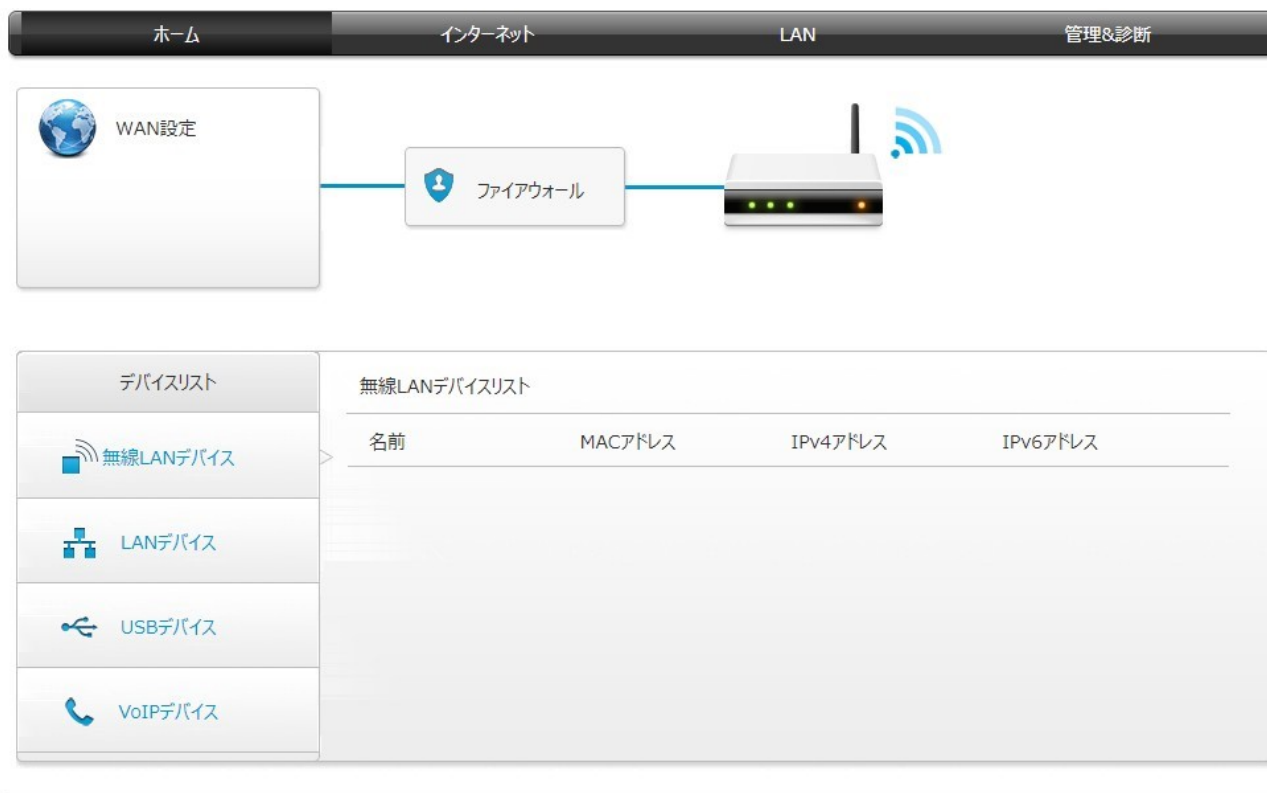 ホーム インターネット LAN 管理&診断
WAN設定
ファイアウォール
デバイスリスト
無線LANデバイスリスト
名前 MACアドレス IPv4アドレス IPv6アドレス
無線LANデバイス
LANデバイス
USBデバイス
VoIPデバイス